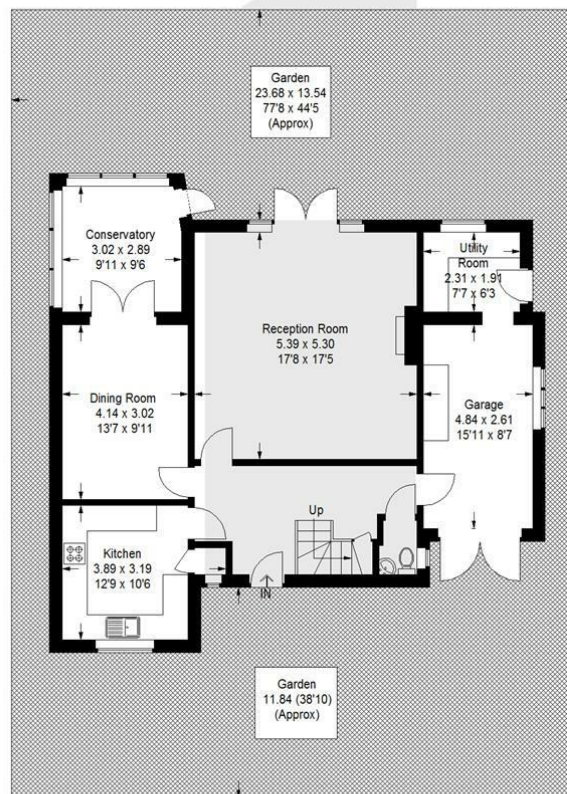 Garden
23.68 x 13.54
77'8 x 44'5
(Approx)
Conservatory
3.02 x 2.89
9'11 x 9'6
Utility
Room
2.31 x 1.91
7'7 x 6'3
Reception Room
5.39 x 5.30
17'8 x 17'5
Dining Room
4.14 x 3.02
13'7 x 9'11
Garage
4.84 x 2.61
15'11 x 8'7
Up
Kitchen
3.89 x 3.19
12'9 x 10'6
IN
Garden
11.84 (38'10)
(Approx)